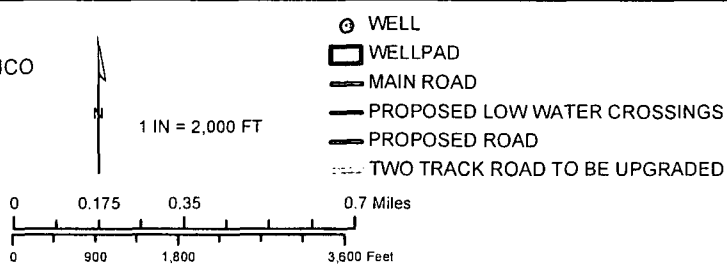 ICO
N
1 IN = 2,000 FT
WELL
WELLPAD
MAIN ROAD
PROPOSED LOW WATER CROSSINGS
PROPOSED ROAD
TWO TRACK ROAD TO BE UPGRADED
0 0.175 0.35 0.7 Miles
0 900 1,800 3,600 Feet